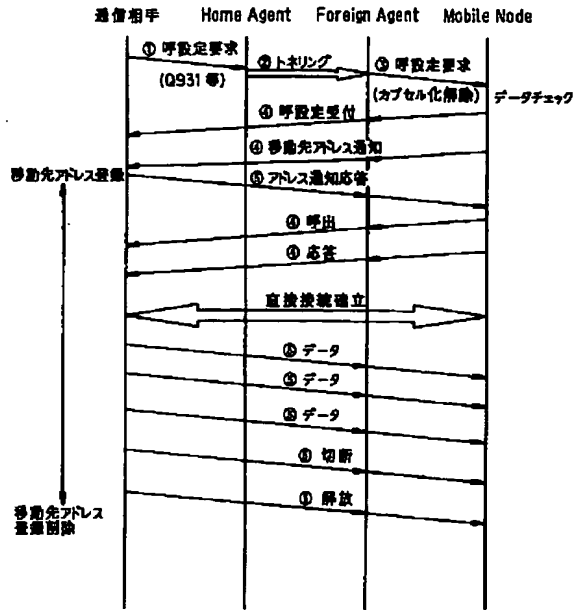 通信相手 Home Agent Foreign Agent Mobile Node
① 呼設定要求 ② トネリング ③ 呼設定要求
(Q931 等) (カプセル化解除) データチェック
④ 呼設定受付
④ 移動先アドレス通知
移動先アドレス登録 ⑤ アドレス通知応答
④ 呼出
④ 応答
直接接続確立
データ
⑤ データ
データ
切断
解放
移動先アドレス
登録削除